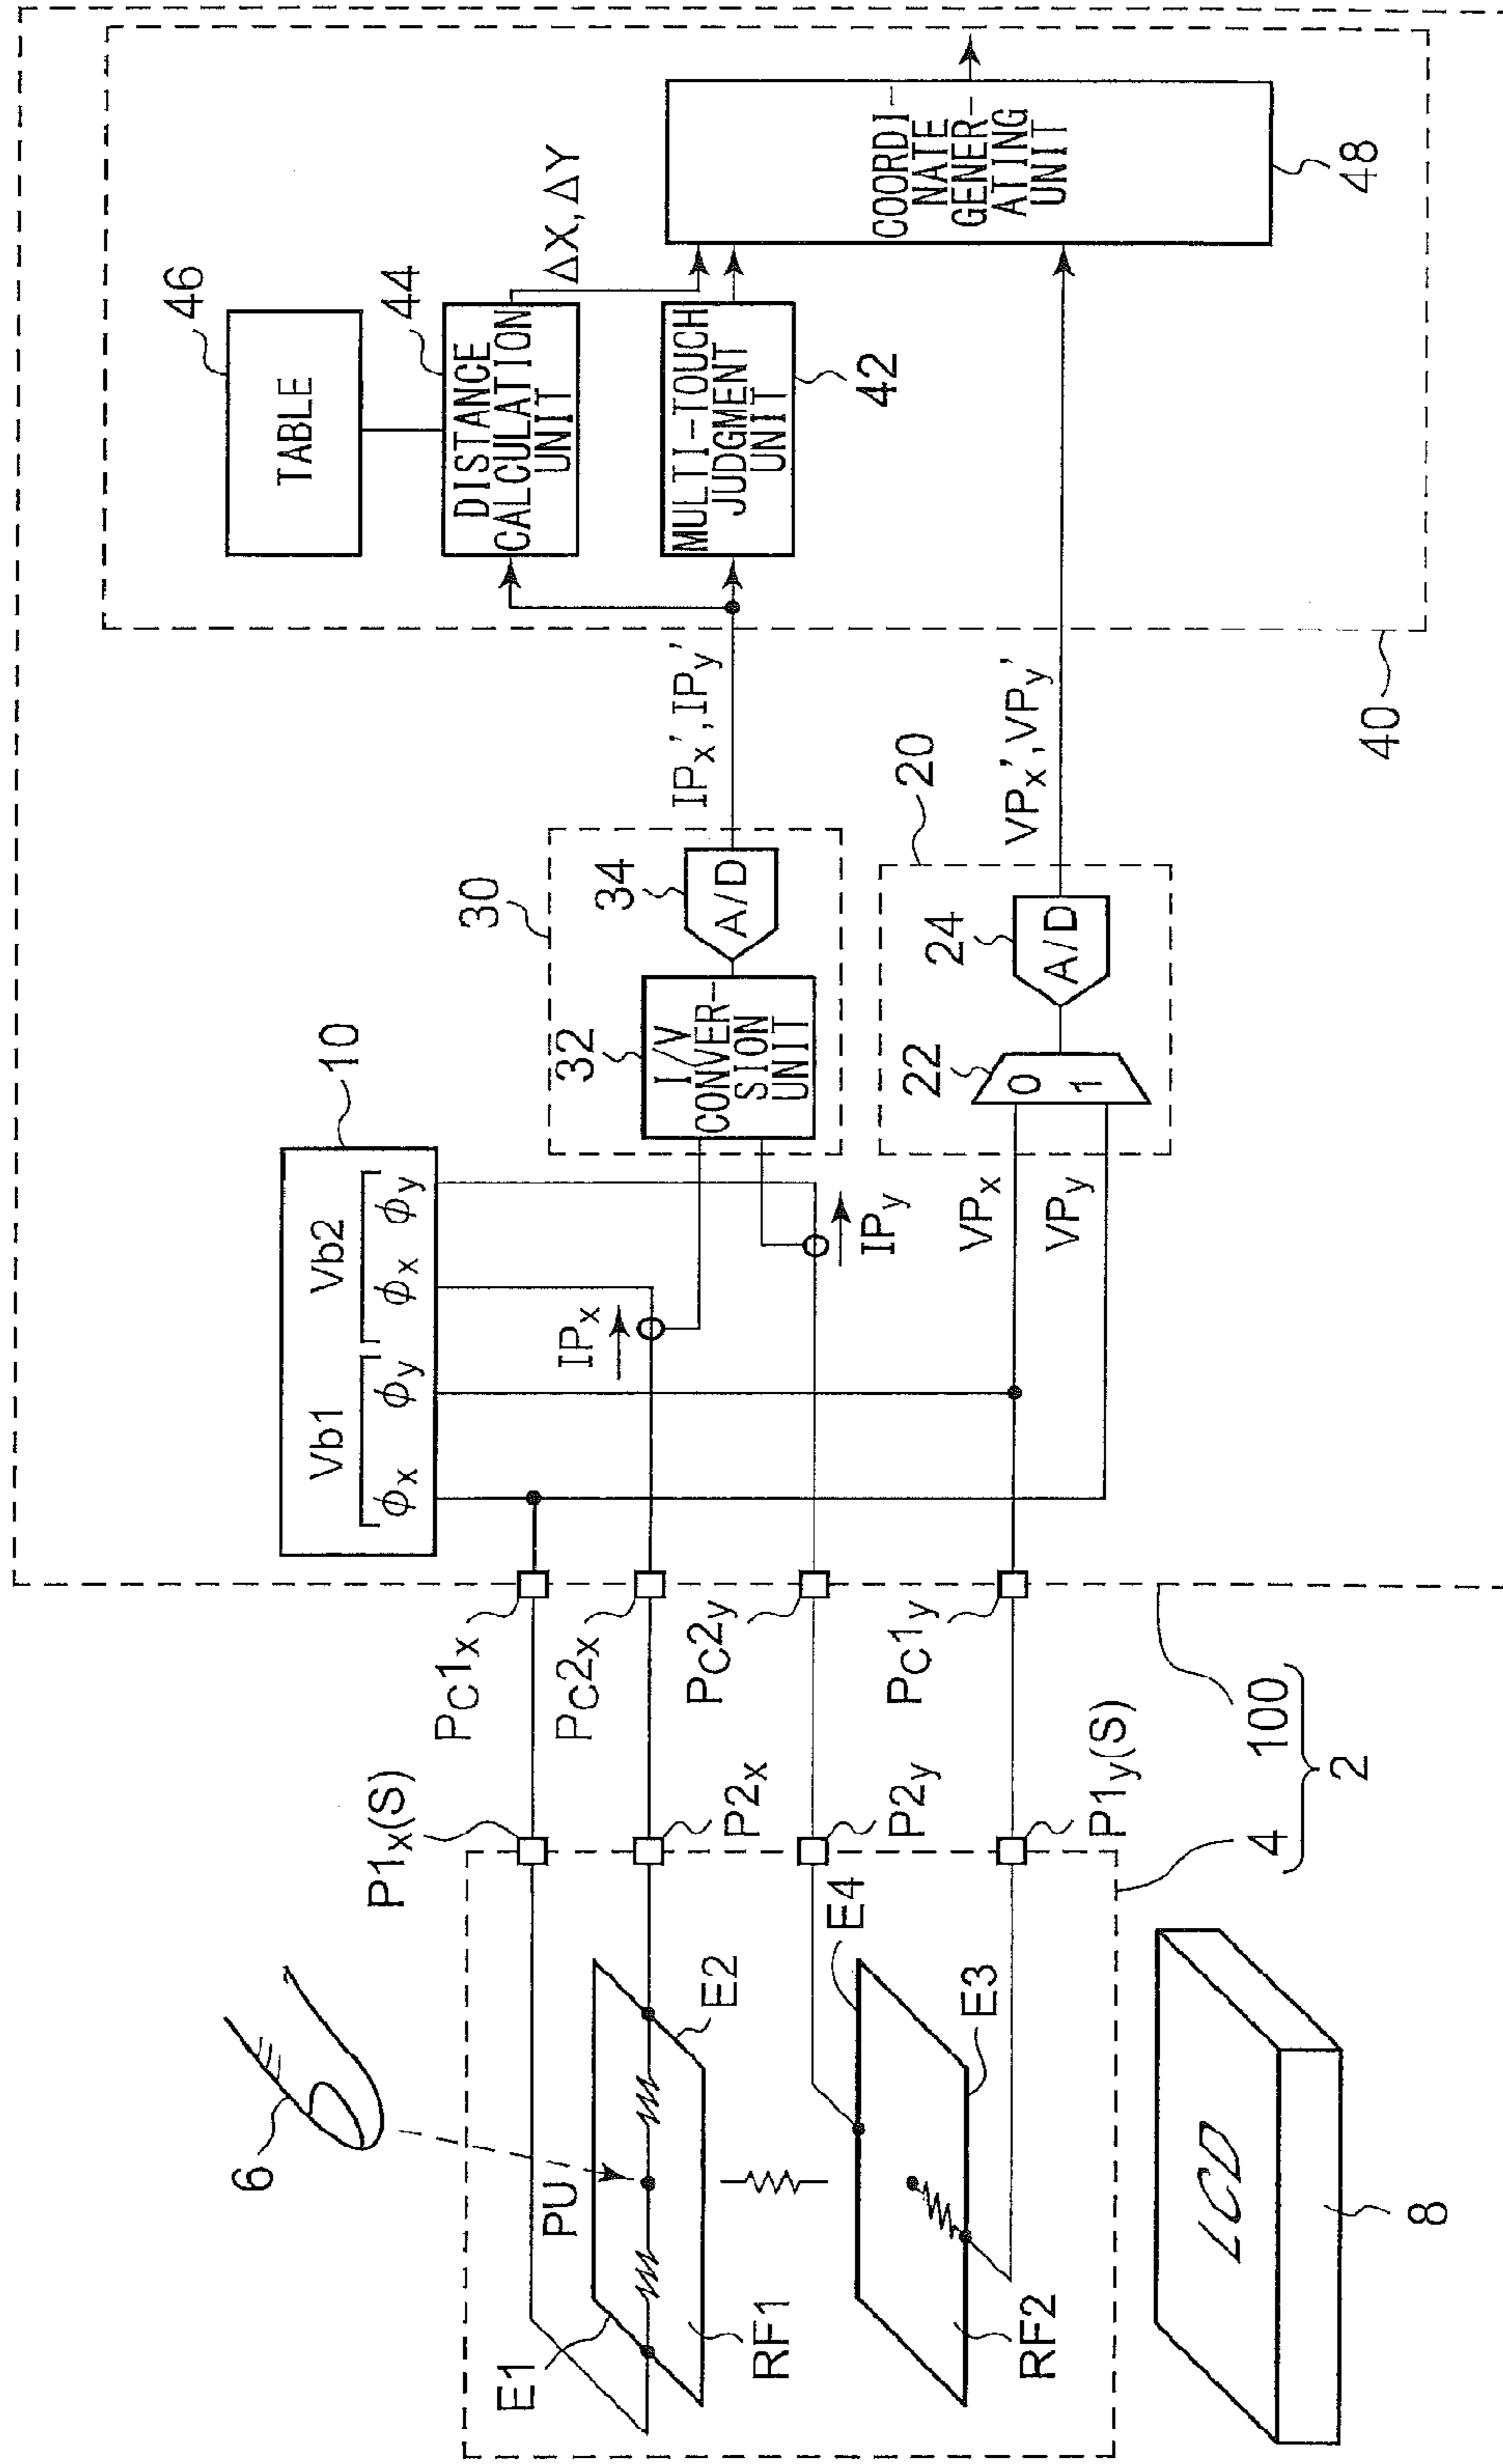 6
PU
E1
E2
RF1
E4
E3
RF2
LCD
8
P1x(S)
P2x
P2y
P1y(S)
4 100
2
Pc1x
Pc2x
Pc2y
Pc1y
10
Vb1 Vb2
ϕx ϕy ϕx ϕy
IPx
IPy
VPx
VPy
30
32
I/V
CONVER-
SION
UNIT
34
A/D
IPx',IPy'
20
22
0
1
24
A/D
VPx',VPy'
40
46
TABLE
44
DISTANCE
CALCULATION
UNIT
ΔX, ΔY
MULTI-TOUCH
JUDGMENT
UNIT
42
COORDI-
NATE
GENER-
ATING
UNIT
48